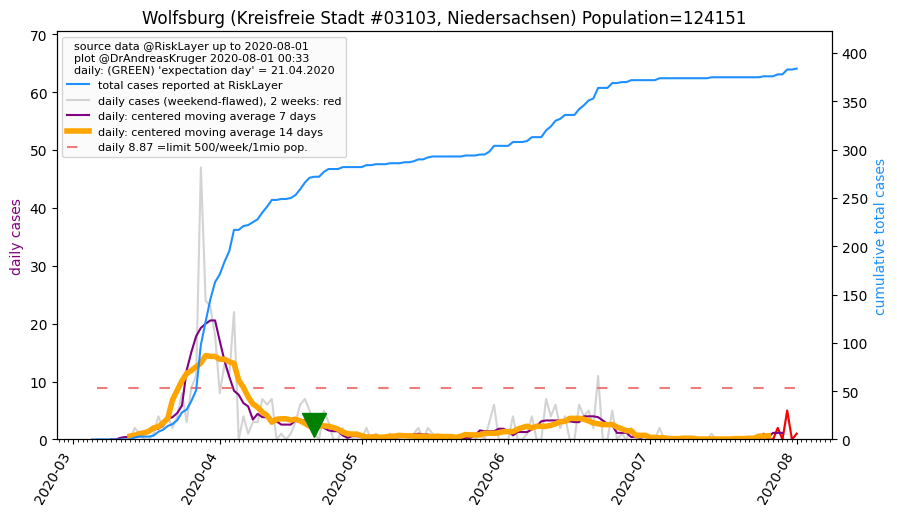 Wolfsburg (Kreisfreie Stadt #03103, Niedersachsen) Population=124151
source data @RiskLayer up to 2020-08-01
plot @DrAndreasKruger 2020-08-01 00:33
daily: (GREEN) 'expectation day' = 21.04.2020
total cases reported at RiskLayer
daily cases (weekend-flawed), 2 weeks: red
daily: centered moving average 7 days
daily: centered moving average 14 days
daily 8.87 =limit 500/week/1mio pop.
daily cases
70
60
50
40
30
20
10
0
cumulative total cases
400
350
300
250
200
150
100
50
0
2020-03
2020-04
2020-05
2020-06
2020-07
2020-08